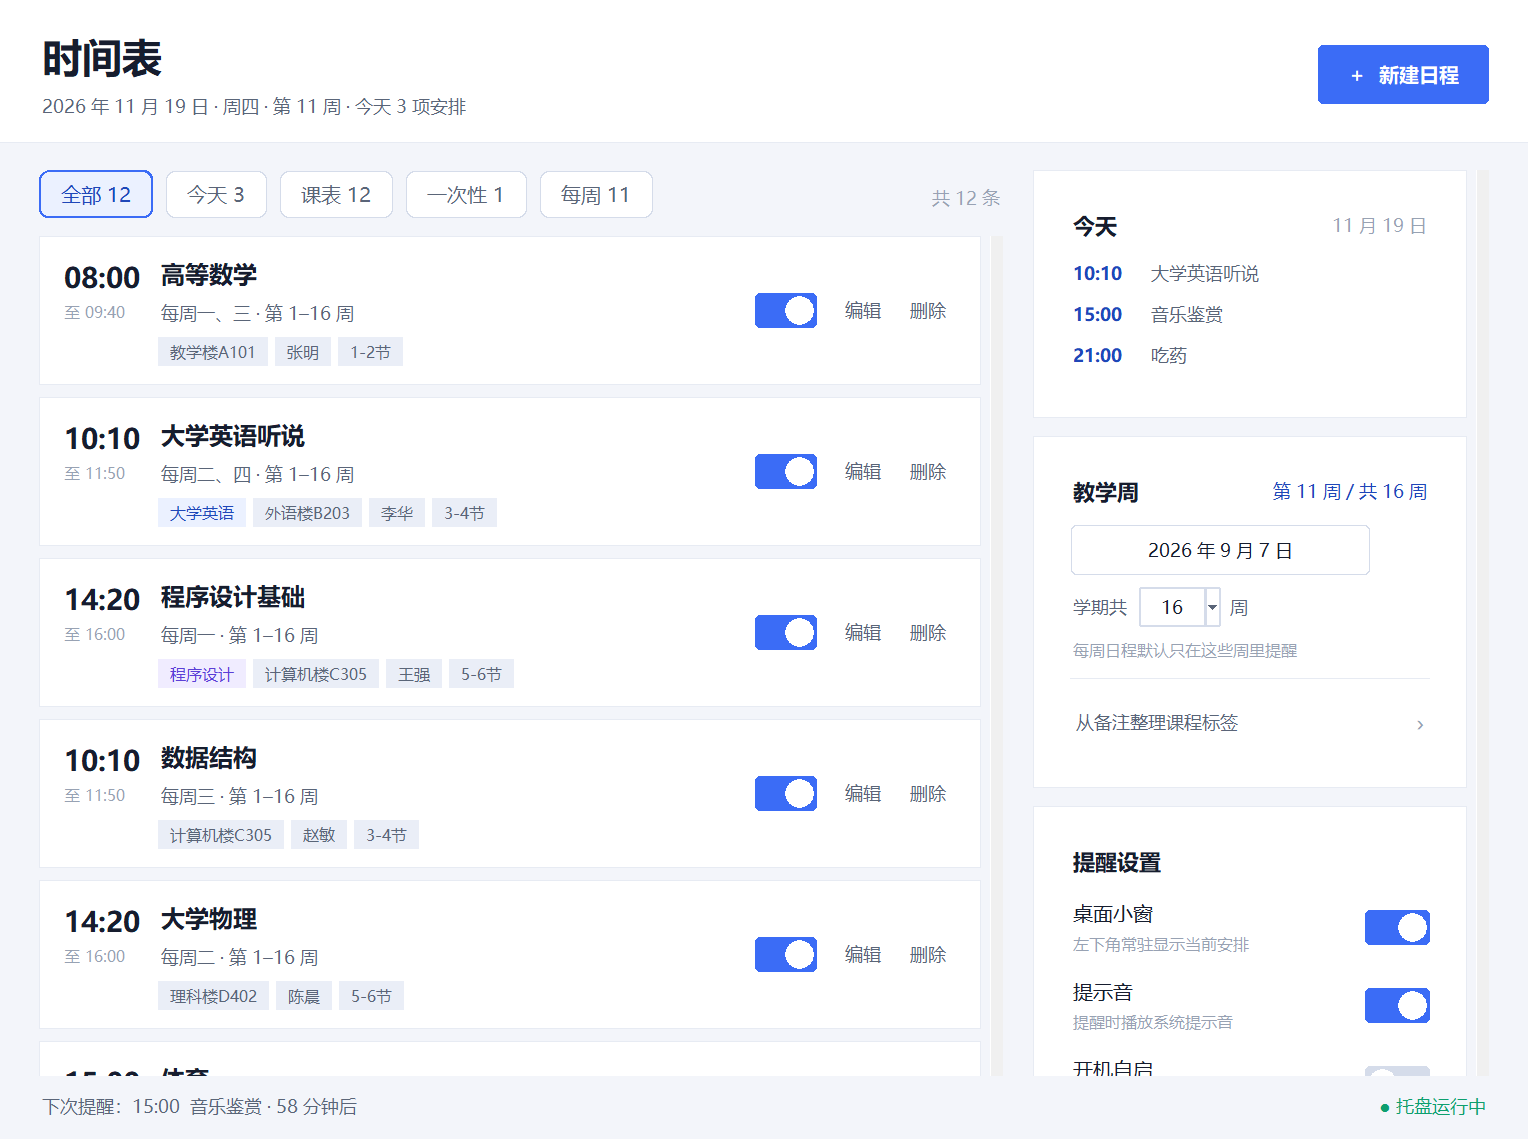 时间表
2026 年 11 月 19 日 · 周四 · 第 11 周 · 今天 3 项安排
+ 新建日程
全部 12
今天 3
课表 12
一次性 1
每周 11
共 12 条
08:00 高等数学
至 09:40 每周一、三 · 第 1–16 周
教学楼A101 张明 1-2节
编辑 删除
10:10 大学英语听说
至 11:50 每周二、四 · 第 1–16 周
大学英语 外语楼B203 李华 3-4节
编辑 删除
14:20 程序设计基础
至 16:00 每周一 · 第 1–16 周
程序设计 计算机楼C305 王强 5-6节
编辑 删除
10:10 数据结构
至 11:50 每周三 · 第 1–16 周
计算机楼C305 赵敏 3-4节
编辑 删除
14:20 大学物理
至 16:00 每周二 · 第 1–16 周
理科楼D402 陈晨 5-6节
编辑 删除
15:00 体育
今天 11 月 19 日
10:10 大学英语听说
15:00 音乐鉴赏
21:00 吃药
教学周 第 11 周 / 共 16 周
2026 年 9 月 7 日
学期共 16 周
每周日程默认只在这些周里提醒
从备注整理课程标签 ›
提醒设置
桌面小窗
左下角常驻显示当前安排
提示音
提醒时播放系统提示音
开机自启
下次提醒：15:00 音乐鉴赏 · 58 分钟后
● 托盘运行中